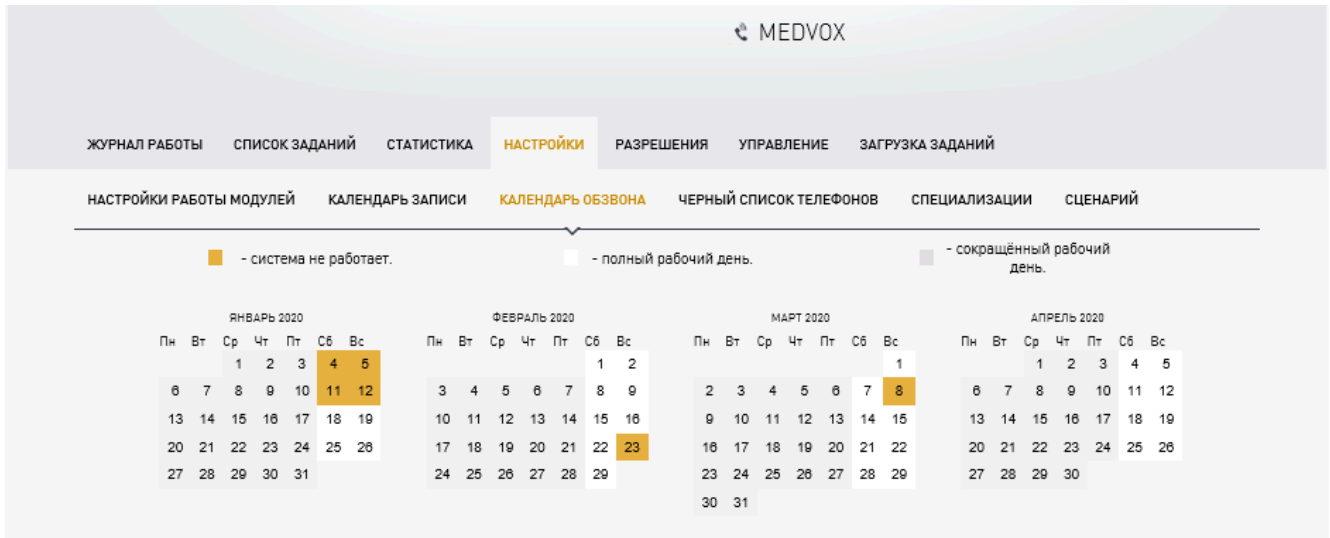 MEDVOX
ЖУРНАЛ РАБОТЫ СПИСОК ЗАДАНИЙ СТАТИСТИКА НАСТРОЙКИ РАЗРЕШЕНИЯ УПРАВЛЕНИЕ ЗАГРУЗКА ЗАДАНИЙ
НАСТРОЙКИ РАБОТЫ МОДУЛЕЙ КАЛЕНДАРЬ ЗАПИСИ КАЛЕНДАРЬ ОБЗВОНА ЧЕРНЫЙ СПИСОК ТЕЛЕФОНОВ СПЕЦИАЛИЗАЦИИ СЦЕНАРИЙ
- система не работает. - полный рабочий день. - сокращённый рабочий
день.
ЯНВАРЬ 2020 ФЕВРАЛЬ 2020 МАРТ 2020 АПРЕЛЬ 2020
Пн Вт Ср Чт Пт Сб Вс Пн Вт Ср Чт Пт Сб Вс Пн Вт Ср Чт Пт Сб Вс Пн Вт Ср Чт Пт Сб Вс
1 2 3 4 5 1 2 1 1 2 3 4 5
6 7 8 9 10 11 12 3 4 5 6 7 8 9 2 3 4 5 6 7 8 6 7 8 9 10 11 12
13 14 15 16 17 18 19 10 11 12 13 14 15 16 9 10 11 12 13 14 15 13 14 15 16 17 18 19
20 21 22 23 24 25 26 17 18 19 20 21 22 23 16 17 18 19 20 21 22 20 21 22 23 24 25 26
27 28 29 30 31 24 25 26 27 28 29 23 24 25 26 27 28 29 27 28 29 30
30 31